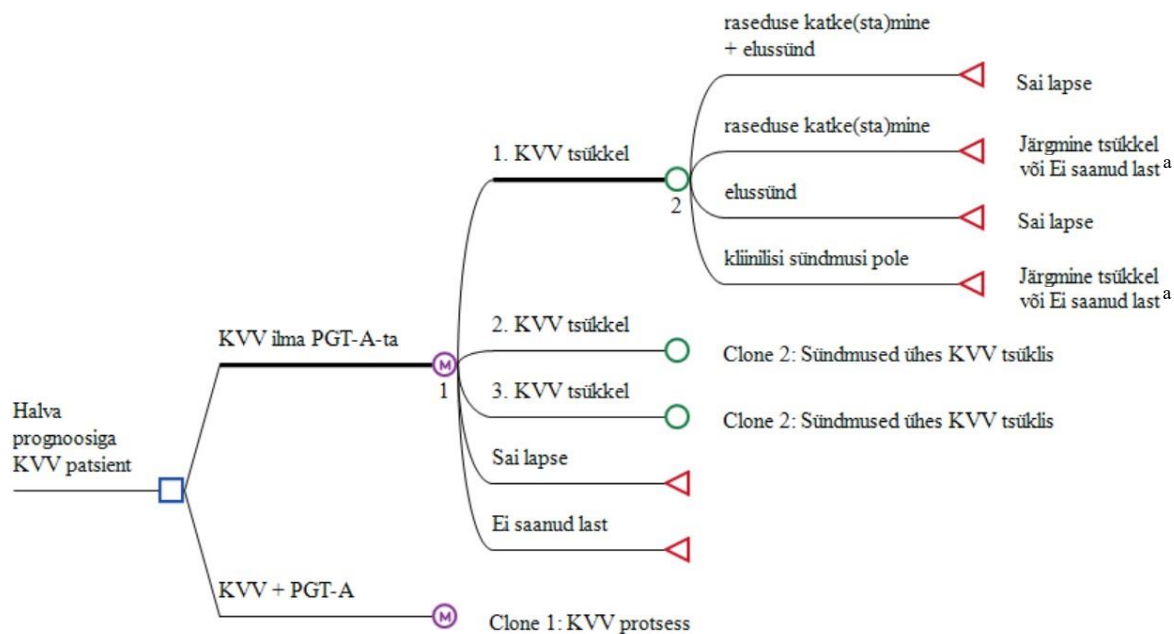 raseduse katke(sta)mine
+ elussünd
Sai lapse
raseduse katke(sta)mine
Järgmine tsükkel
või Ei saanud last a
1. KVV tsükkel
2
elussünd
Sai lapse
kliinilisi sündmusi pole
Järgmine tsükkel
või Ei saanud last a
KVV ilma PGT-A-ta
M
1
2. KVV tsükkel
Clone 2: Sündmused ühes KVV tsüklis
3. KVV tsükkel
Clone 2: Sündmused ühes KVV tsüklis
Halva
prognoosiga
KVV patsient
Sai lapse
Ei saanud last
KVV + PGT-A
M
Clone 1: KVV protsess